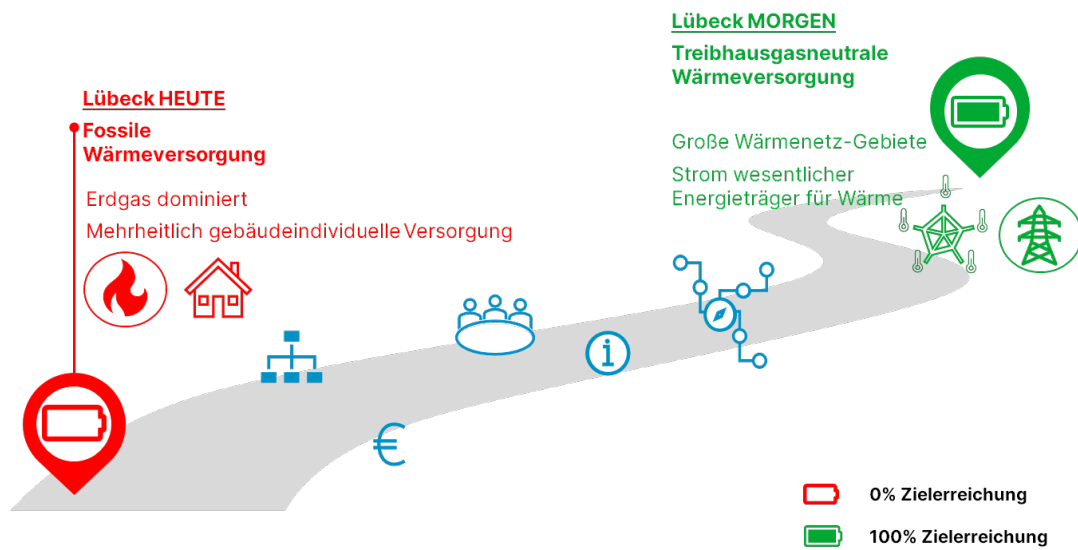 Lübeck HEUTE
Fossile
Wärmeversorgung
Erdgas dominiert
Mehrheitlich gebäudeindividuelle Versorgung
Lübeck MORGEN
Treibhausgasneutrale
Wärmeversorgung
Große Wärmenetz-Gebiete
Strom wesentlicher
Energieträger für Wärme
€
i
0% Zielerreichung
100% Zielerreichung